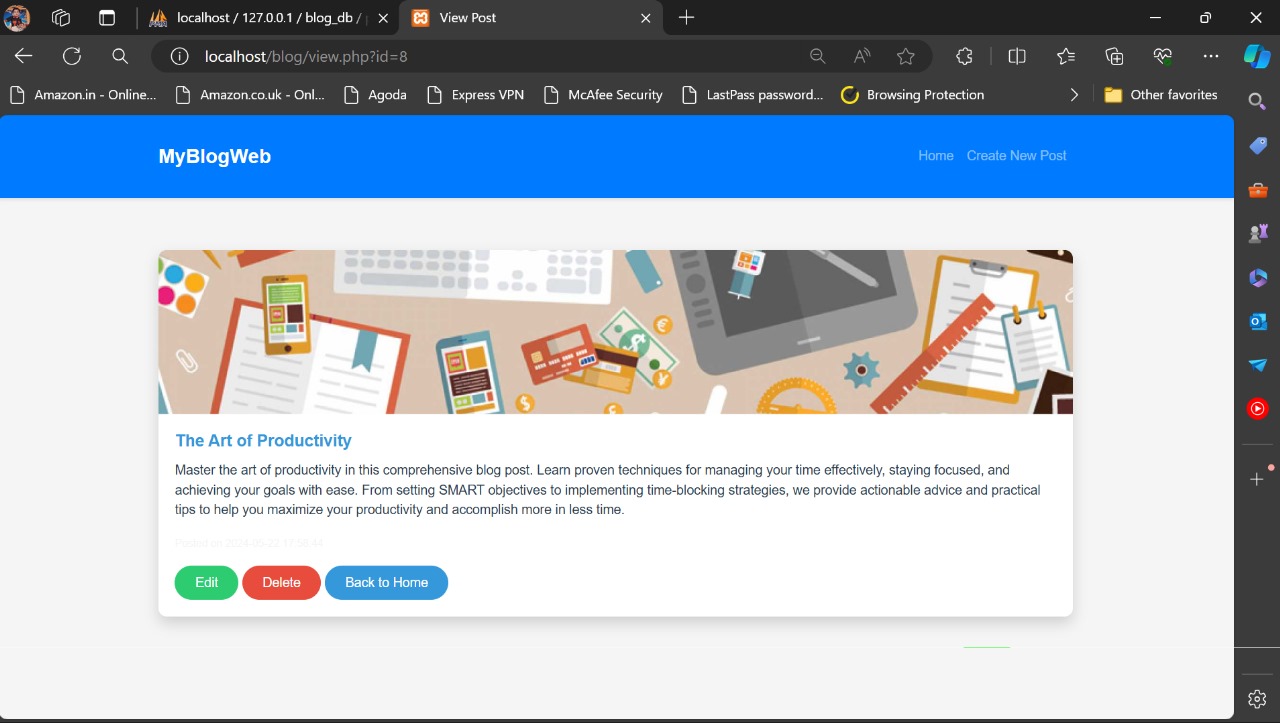 localhost / 127.0.0.1 / blog_db / p
View Post
localhost/blog/view.php?id=8
Amazon.in - Online...
Amazon.co.uk - Onl...
Agoda
Express VPN
McAfee Security
LastPass password...
Browsing Protection
Other favorites
MyBlogWeb
Home
Create New Post
The Art of Productivity
Master the art of productivity in this comprehensive blog post. Learn proven techniques for managing your time effectively, staying focused, and
achieving your goals with ease. From setting SMART objectives to implementing time-blocking strategies, we provide actionable advice and practical
tips to help you maximize your productivity and accomplish more in less time.
Posted on 2024-05-22 17:58:44
Edit
Delete
Back to Home